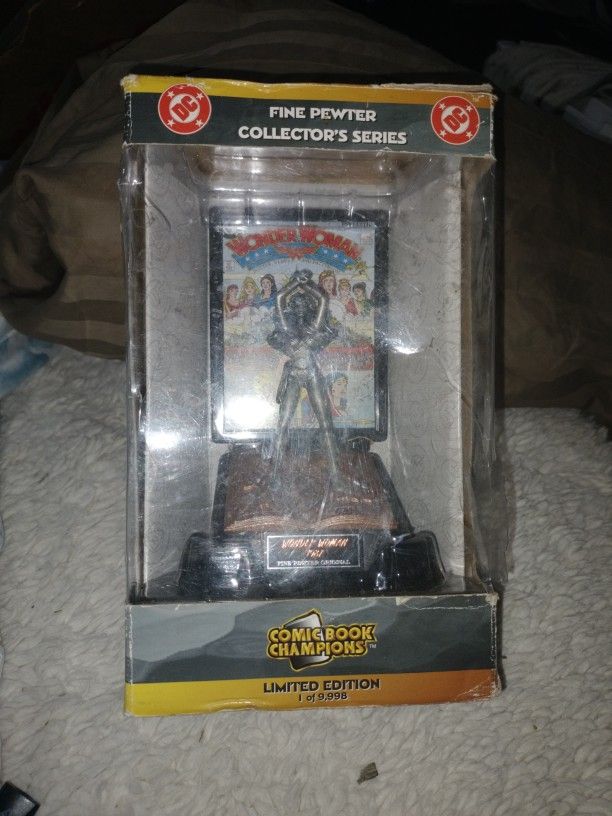 DC
DC
FINE PEWTER
COLLECTOR'S SERIES
WONDER WOMAN
WONDER WOMAN
FINE PEWTER ORIGINAL
COMIC BOOK
CHAMPIONS™
LIMITED EDITION
1 of 9,998